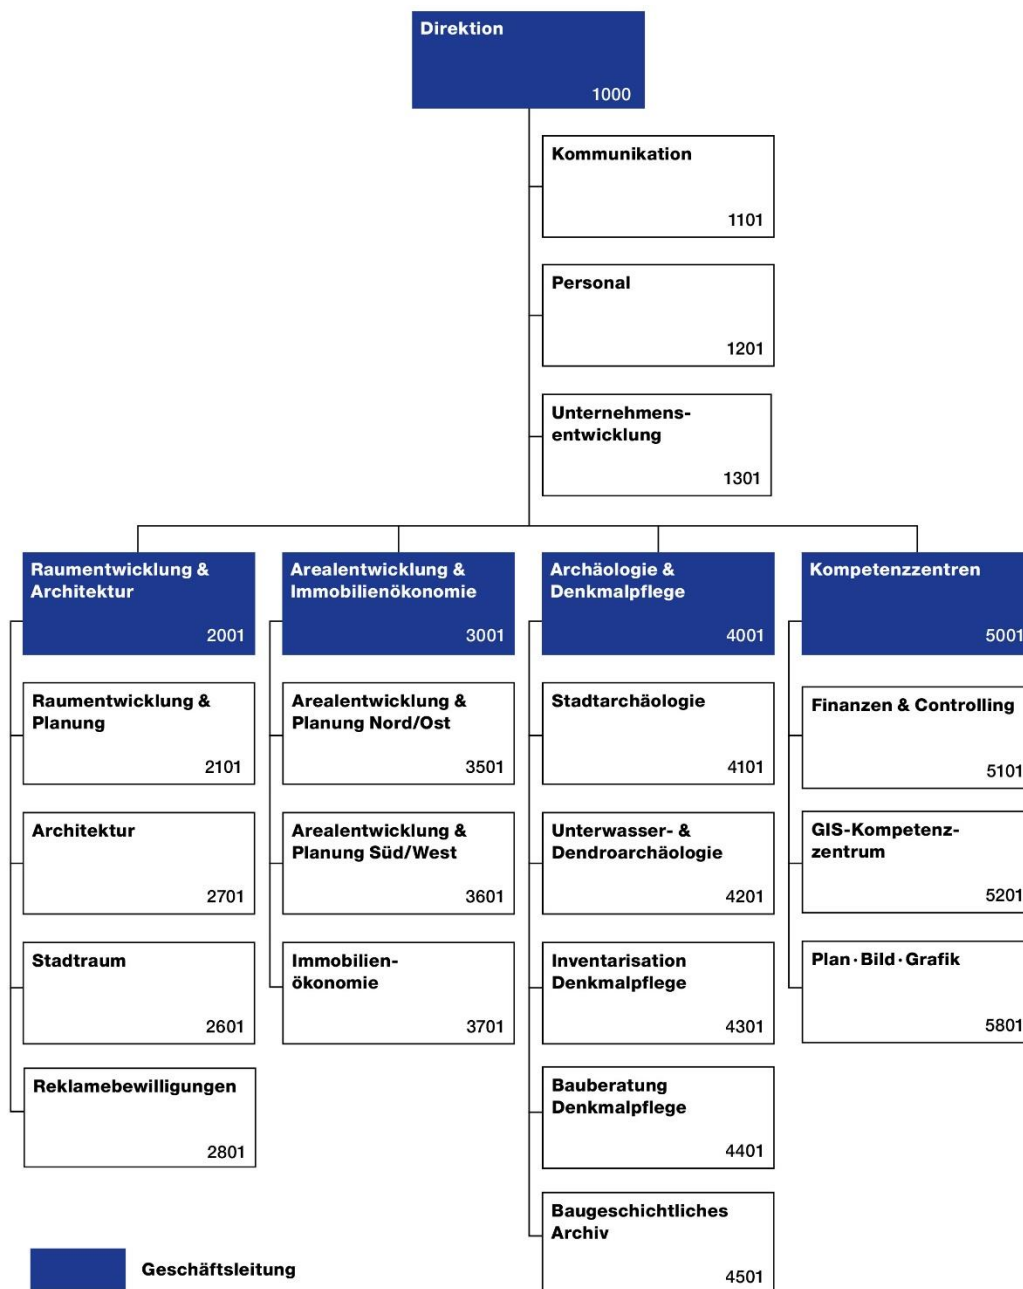 Direktion
1000
Kommunikation
1101
Personal
1201
Unternehmens-
entwicklung
1301
Raumentwicklung &
Architektur
2001
Raumentwicklung &
Planung
2101
Architektur
2701
Stadtraum
2601
Reklamebewilligungen
2801
Arealentwicklung &
Immobilienökonomie
3001
Arealentwicklung &
Planung Nord/Ost
3501
Arealentwicklung &
Planung Süd/West
3601
Immobilien-
ökonomie
3701
Archäologie &
Denkmalpflege
4001
Stadtarchäologie
4101
Unterwasser- &
Dendroarchäologie
4201
Inventarisation
Denkmalpflege
4301
Bauberatung
Denkmalpflege
4401
Baugeschichtliches
Archiv
4501
Kompetenzzentren
5001
Finanzen & Controlling
5101
GIS-Kompetenz-
zentrum
5201
Plan·Bild·Grafik
5801
Geschäftsleitung